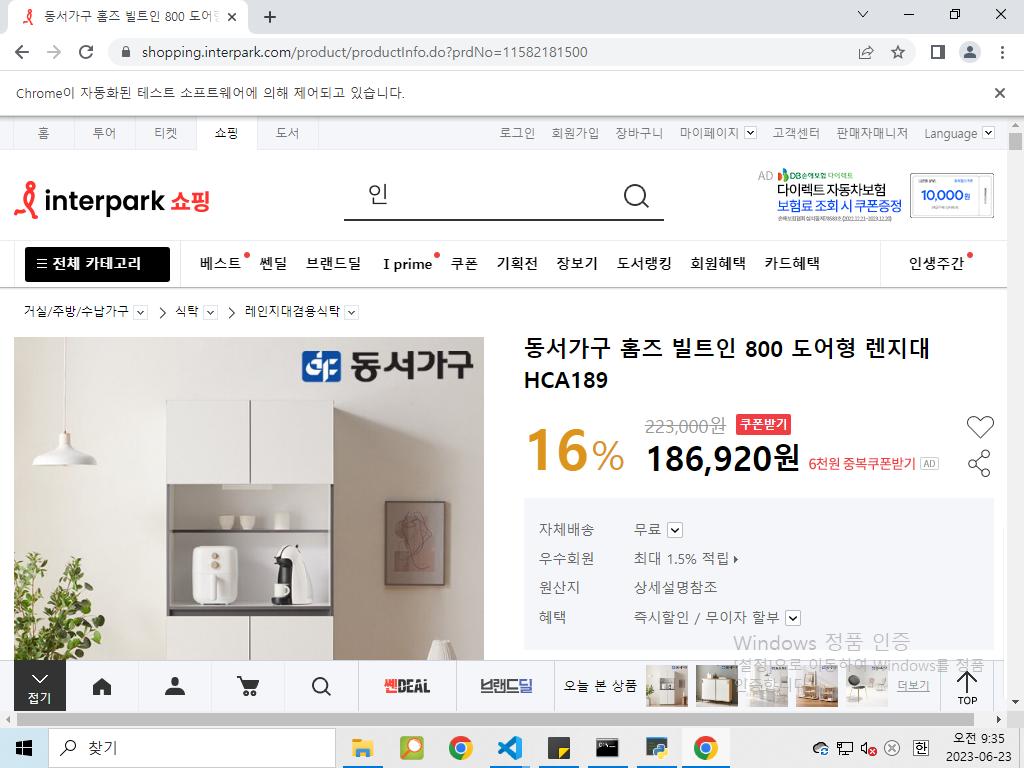 동서가구 홈즈 빌트인 800 도어형
shopping.interpark.com/product/productInfo.do?prdNo=11582181500
Chrome이 자동화된 테스트 소프트웨어에 의해 제어되고 있습니다.
홈 투어 티켓 쇼핑 도서 로그인 회원가입 장바구니 마이페이지 고객센터 판매자매니저 Language
AD DB손해보험 다이렉트
interpark 쇼핑 인 다이렉트 자동차보험
보험료 조회 시 쿠폰증정 10,000원
전체 카테고리 베스트 쎈딜 브랜드딜 I prime 쿠폰 기획전 장보기 도서랭킹 회원혜택 카드혜택 인생주간
거실/주방/수납가구 식탁 레인지대겸용식탁
동서가구
동서가구 홈즈 빌트인 800 도어형 렌지대
HCA189
16% 223,000원 쿠폰받기
186,920원 6천원 중복쿠폰받기 AD
자체배송 무료
우수회원 최대 1.5% 적립
원산지 상세설명참조
혜택 즉시할인 / 무이자 할부
Windows 정품 인증
[설정]으로 이동하여 Windows를 정품
인증합니다.
접기 쎈DEAL 브랜드딜 오늘 본 상품 더보기 TOP
찾기 한 오전 9:35
2023-06-23